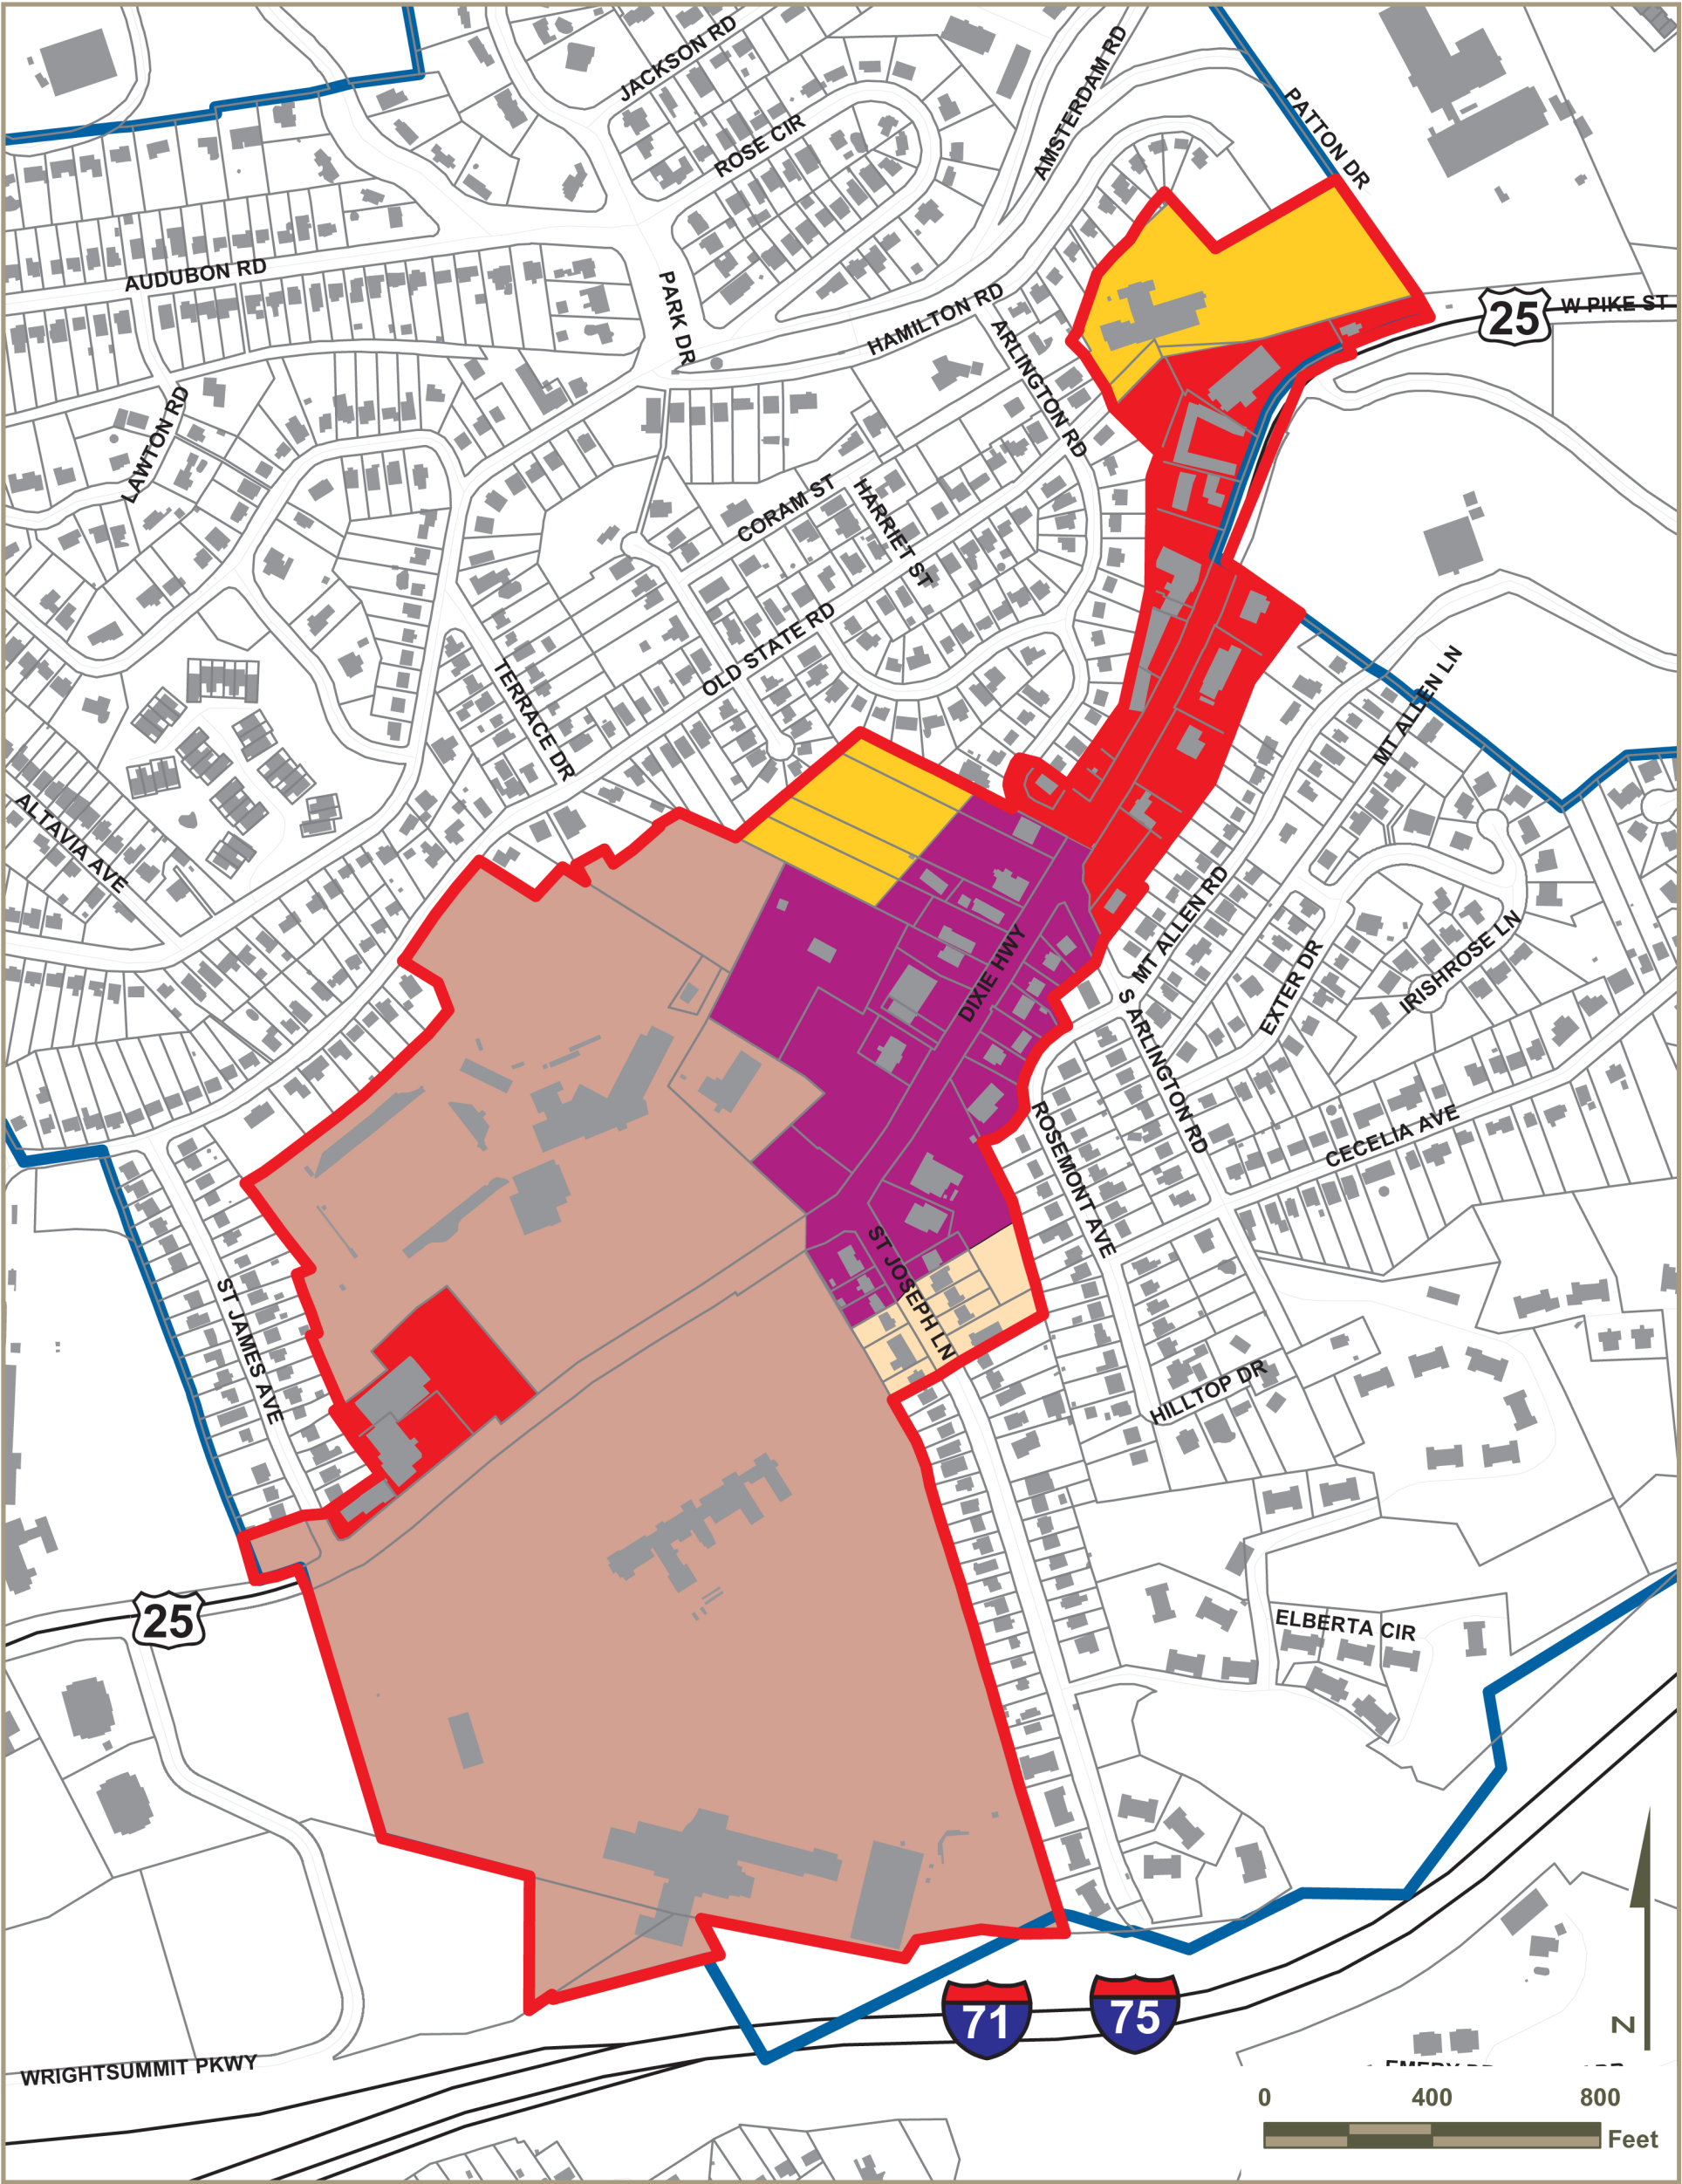 JACKSON RD
AMSTERDAM RD
PATTON DR
ROSE CIR
AUDUBON RD
PARK DR
HAMILTON RD
25
W PIKE ST
ARLINGTON RD
LAWTON RD
CORAM ST
HARRIET ST
OLD STATE RD
TERRACE DR
MT ALLEN LN
ALTAVIA AVE
MT ALLEN RD
DIXIE HWY
IRISHROSE LN
EXTER DR
S ARLINGTON RD
ROSEMONT AVE
CECELIA AVE
ST JOSEPH LN
ST JAMES AVE
HILLTOP DR
25
ELBERTA CIR
71
75
N
WRIGHTSUMMIT PKWY
0 400 800
Feet